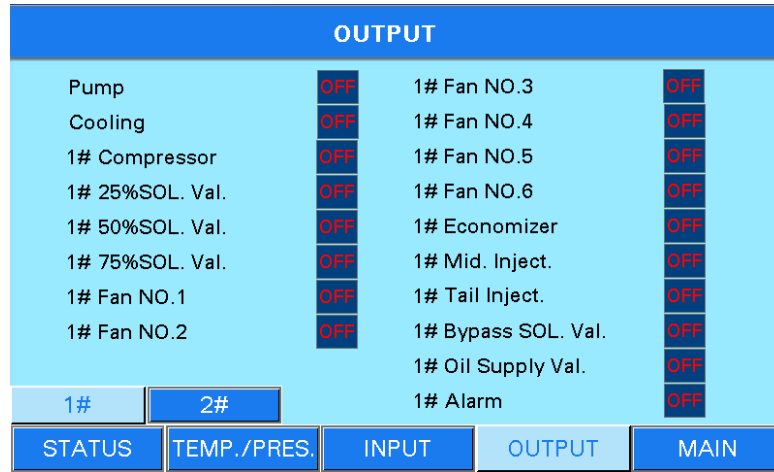 OUTPUT
Pump OFF
Cooling OFF
1# Compressor OFF
1# 25%SOL. Val. OFF
1# 50%SOL. Val. OFF
1# 75%SOL. Val. OFF
1# Fan NO.1 OFF
1# Fan NO.2 OFF
1# Fan NO.3 OFF
1# Fan NO.4 OFF
1# Fan NO.5 OFF
1# Fan NO.6 OFF
1# Economizer OFF
1# Mid. Inject. OFF
1# Tail Inject. OFF
1# Bypass SOL. Val. OFF
1# Oil Supply Val. OFF
1# Alarm OFF
1# 2#
STATUS TEMP./PRES. INPUT OUTPUT MAIN